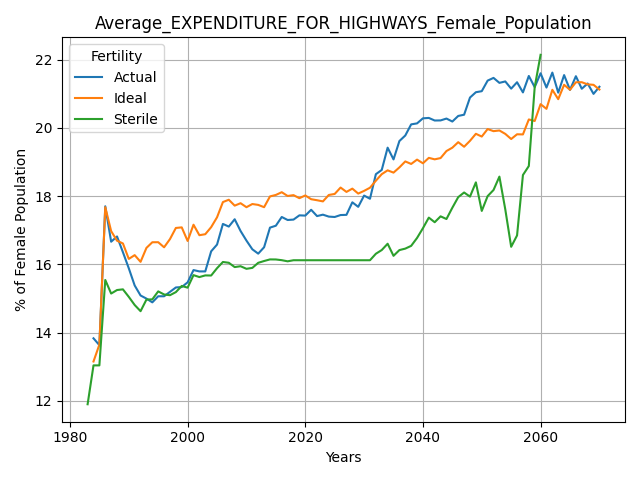 Average_EXPENDITURE_FOR_HIGHWAYS_Female_Population
Fertility
Actual
Ideal
Sterile
% of Female Population
22
20
18
16
14
12
1980
2000
2020
2040
2060
Years